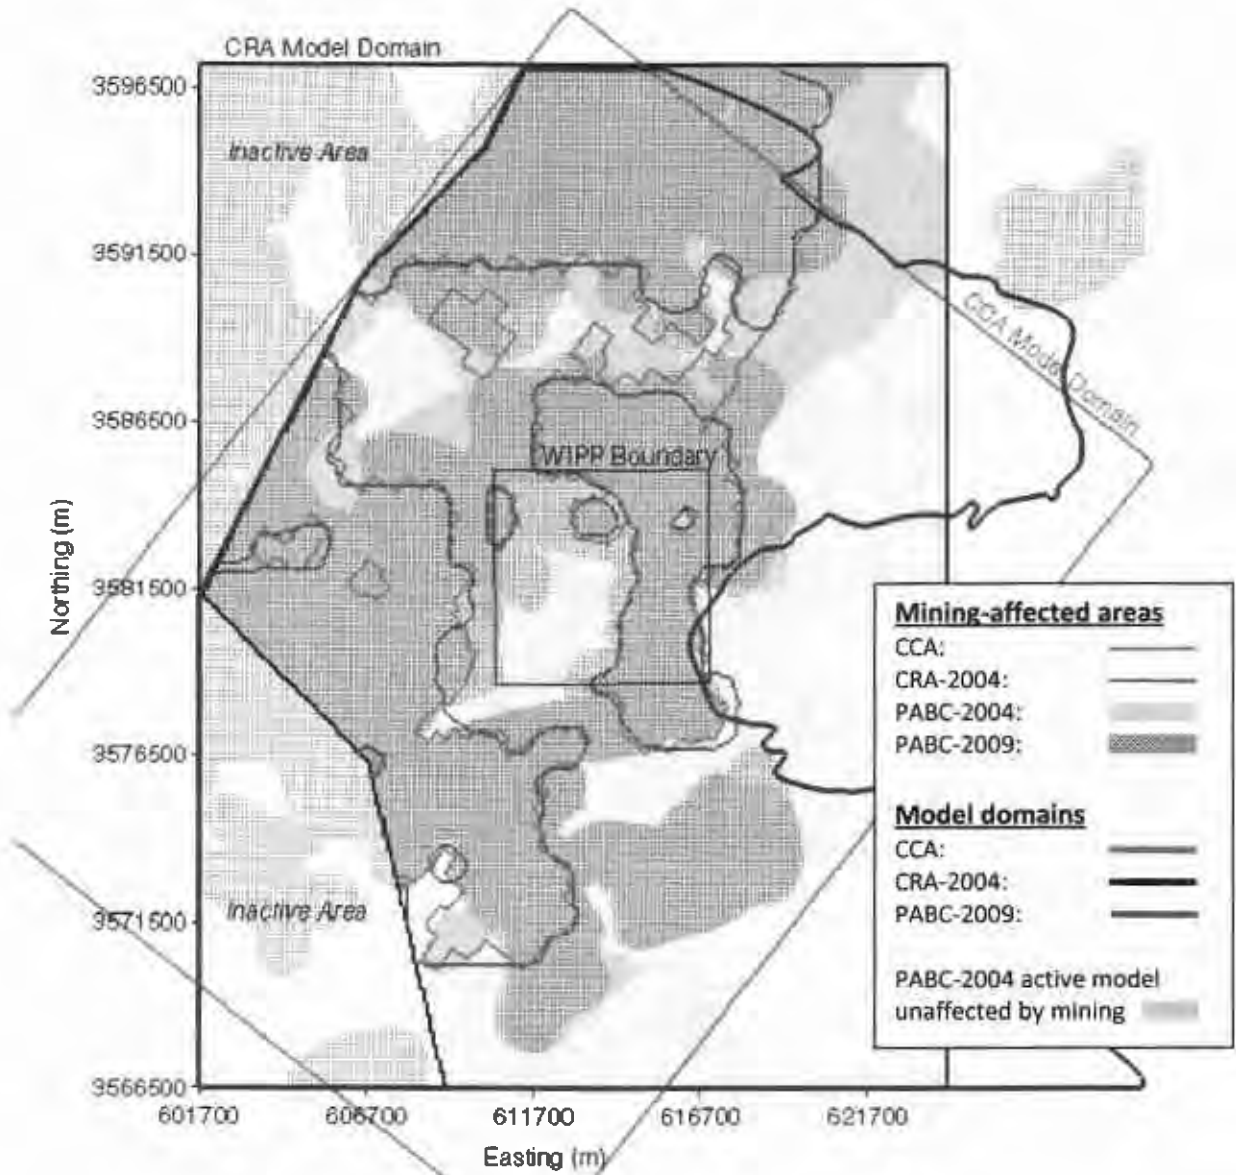 CRA Model Domain
3596500
Inactive Area
3591500
CCA Model Domain
3586500
WIPP Boundary
Northing (m)
3581500
Mining-affected areas
CCA:
CRA-2004:
PABC-2004:
PABC-2009:
3576500
Model domains
CCA:
CRA-2004:
PABC-2009:
Inactive Area
3571500
PABC-2004 active model
unaffected by mining
3566500
601700
606700
611700
616700
621700
Easting (m)